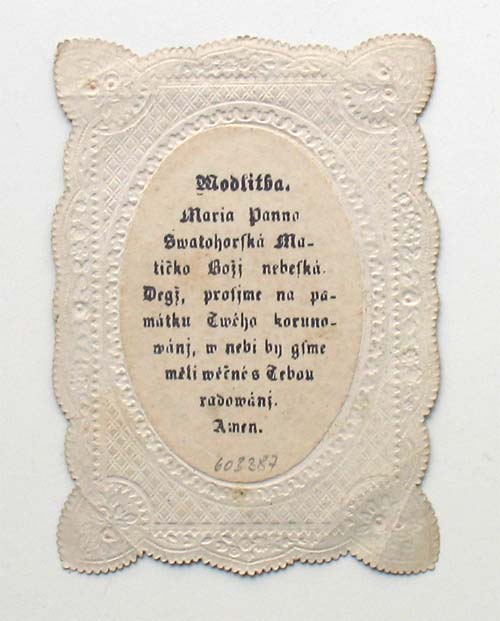 Modlitba.
Maria Panno
Swatohorſká Ma-
tičko Božj nebeſká.
Degž, proſjme na pa-
mátku Twého koruno-
wánj, w nebi by gſme
měli wěčné s Tebou
radowánj.
Amen.
603287